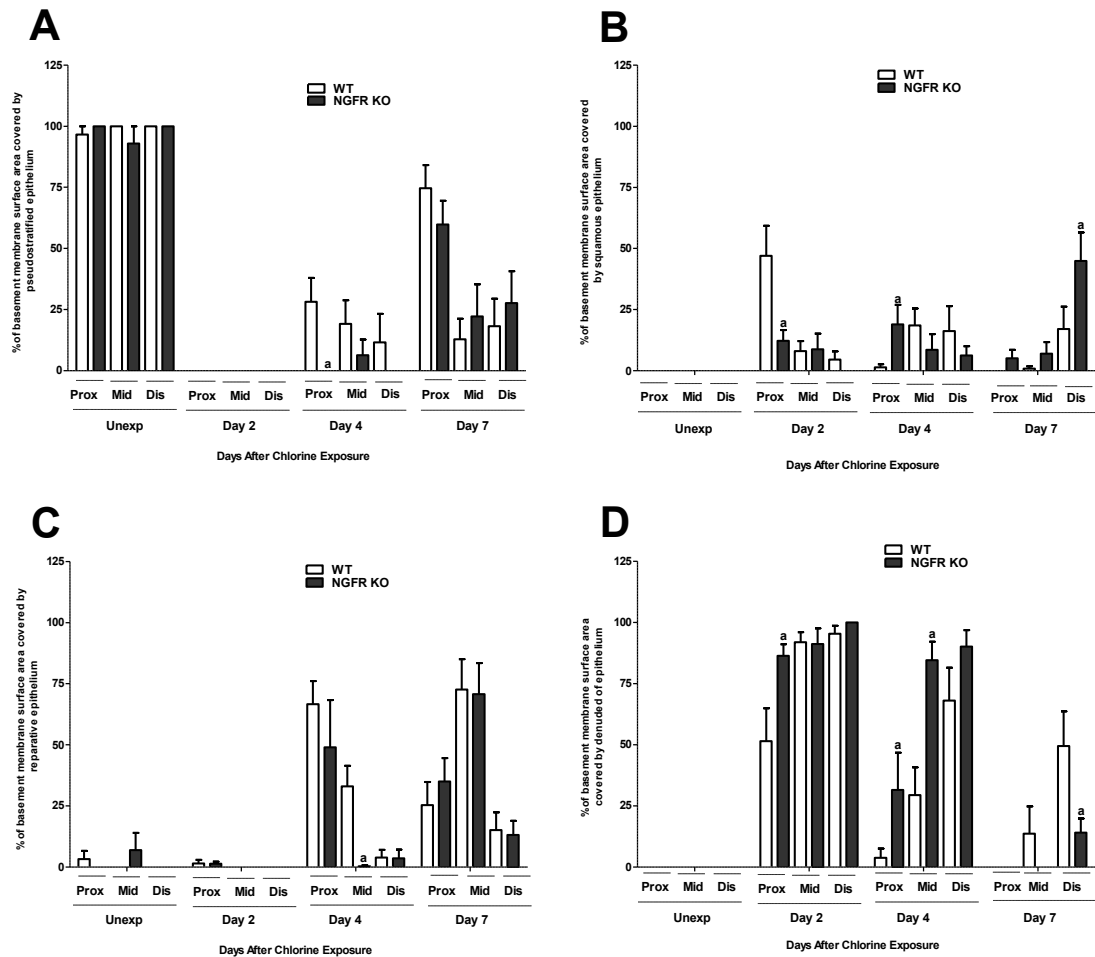 A
%of basement membrane surface area covered by
pseudostratified epithelium
125
100
75
50
25
0
WT
NGFR KO
a
Prox Mid Dis Prox Mid Dis Prox Mid Dis Prox Mid Dis
Unexp Day 2 Day 4 Day 7
Days After Chlorine Exposure
B
%of basement membrane surface area covered
by squamous epithelium
125
100
75
50
25
0
WT
NGFR KO
a a a
Prox Mid Dis Prox Mid Dis Prox Mid Dis Prox Mid Dis
Unexp Day 2 Day 4 Day 7
Days After Chlorine Exposure
C
%of basement membrane surface area covered by
reparative epithelium
125
100
75
50
25
0
WT
NGFR KO
a
Prox Mid Dis Prox Mid Dis Prox Mid Dis Prox Mid Dis
Unexp Day 2 Day 4 Day 7
Days After Chlorine Exposure
D
%of basement membrane surface area
covered by denuded of epithelium
125
100
75
50
25
0
WT
NGFR KO
a a a a
Prox Mid Dis Prox Mid Dis Prox Mid Dis Prox Mid Dis
Unexp Day 2 Day 4 Day 7
Days After Chlorine Exposure